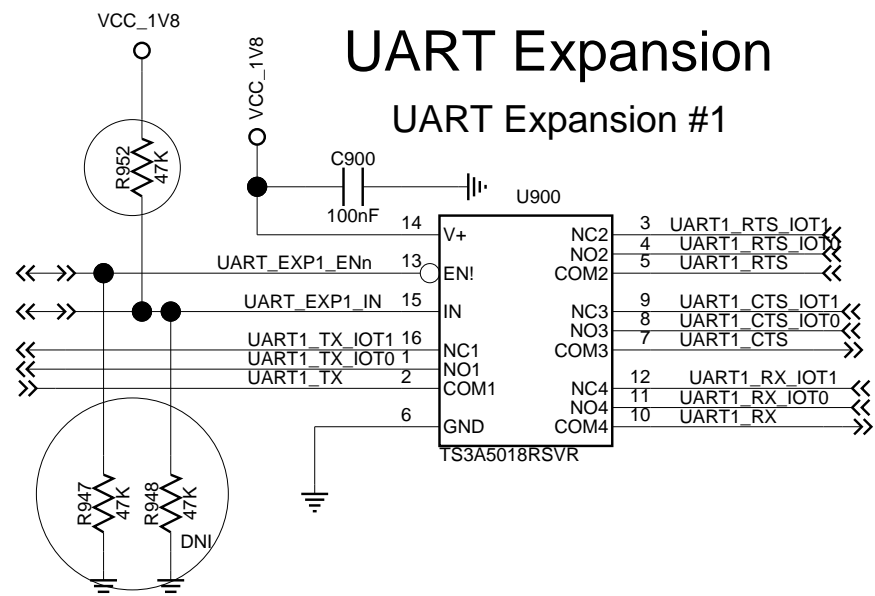 VCC_1V8
VCC_1V8
UART Expansion
UART Expansion #1
R952
47K
C900
100nF
U900
14 V+
UART_EXP1_ENn 13 EN!
UART_EXP1_IN 15 IN
UART1_TX_IOT1 16 NC1
UART1_TX_IOT0 1 NO1
UART1_TX 2 COM1
6 GND
NC2 3 UART1_RTS_IOT1
NO2 4 UART1_RTS_IOT0
COM2 5 UART1_RTS
NC3 9 UART1_CTS_IOT1
NO3 8 UART1_CTS_IOT0
COM3 7 UART1_CTS
NC4 12 UART1_RX_IOT1
NO4 11 UART1_RX_IOT0
COM4 10 UART1_RX
TS3A5018RSVR
R947
47K
R948
47K
DNI